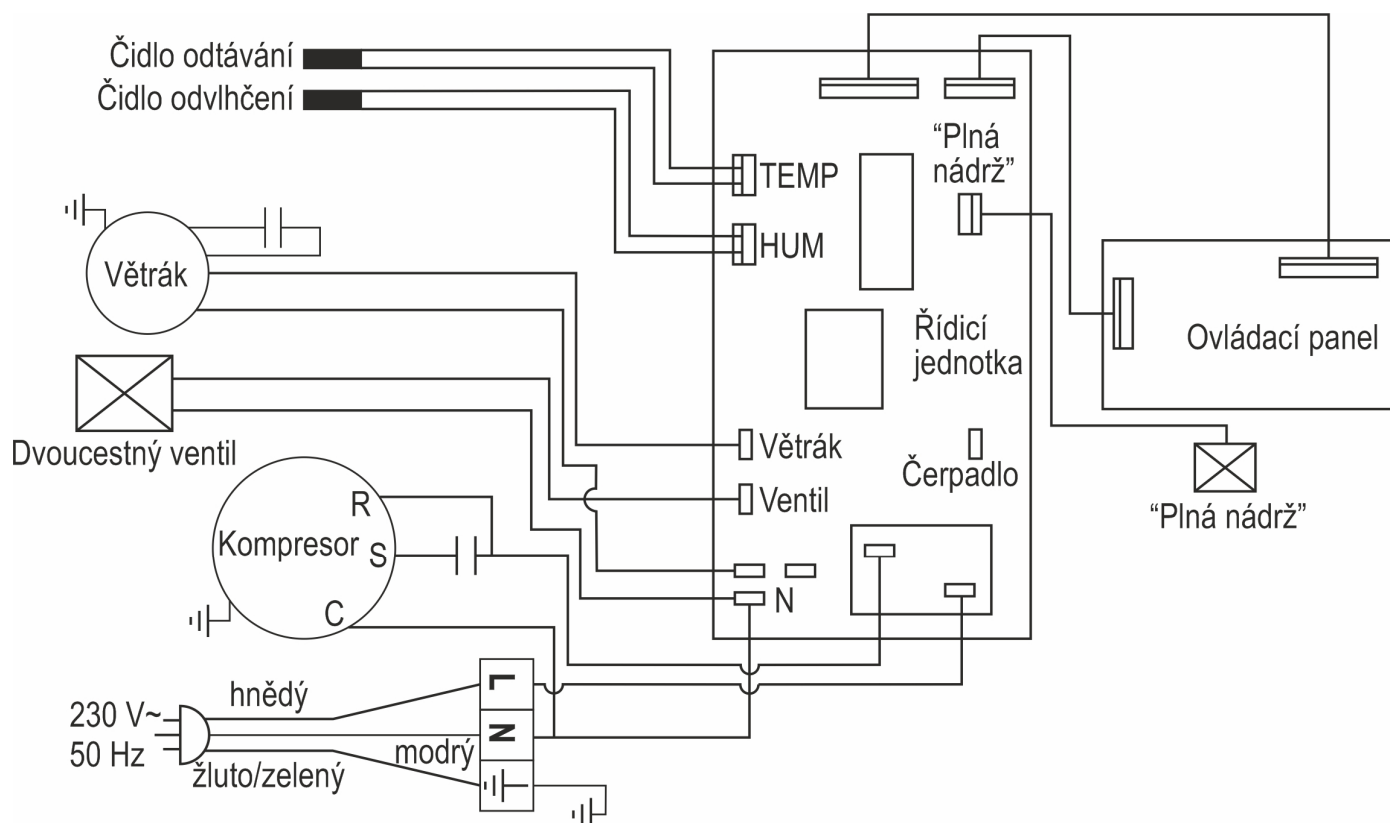 Čidlo odtávání
Čidlo odvlhčení
“Plná
nádrž”
TEMP
HUM
Větrák
Řídicí
jednotka
Ovládací panel
Dvoucestný ventil
Větrák
Čerpadlo
Ventil
“Plná nádrž”
R
Kompresor
S
C
N
L
hnědý
230 V~
50 Hz
N
modrý
žluto/zelený